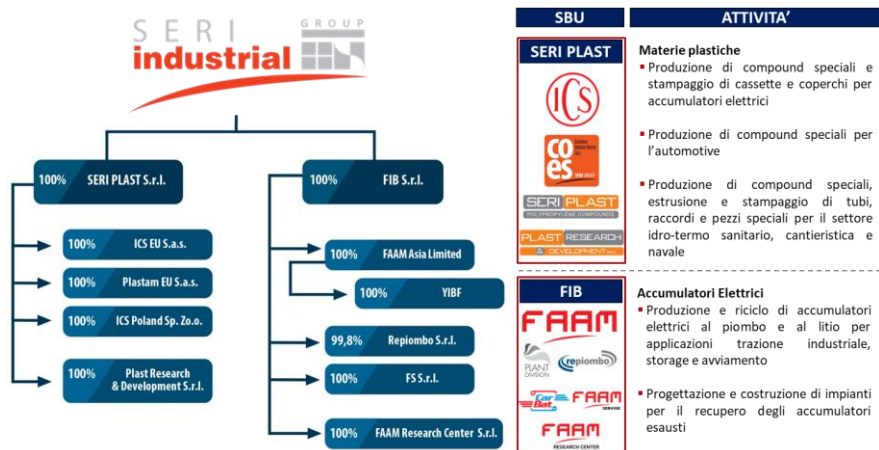 SERI
industrial
GROUP
100% SERI PLAST S.r.l.
100% FIB S.r.l.
100% ICS EU S.a.s.
100% Plastam EU S.a.s.
100% ICS Poland Sp. Zo.o.
100% Plast Research
& Development S.r.l.
100% FAAM Asia Limited
100% YIBF
99,8% Repiombo S.r.l.
100% FS S.r.l.
100% FAAM Research Center S.r.l.
SBU
ATTIVITA’
SERI PLAST
ICS
co
es
SERI PLAST
POLYPROPYLENE COMPOUNDS
PLAST RESEARCH
& DEVELOPMENT
Materie plastiche
▪ Produzione di compound speciali e
stampaggio di cassette e coperchi per
accumulatori elettrici
▪ Produzione di compound speciali per
l’automotive
▪ Produzione di compound speciali,
estrusione e stampaggio di tubi,
raccordi e pezzi speciali per il settore
idro-termo sanitario, cantieristica e
navale
FIB
FAAM
PLANT
DIVISION
repiombo
Car
Bat
FAAM
SERVICE
FAAM
RESEARCH CENTER
Accumulatori Elettrici
▪ Produzione e riciclo di accumulatori
elettrici al piombo e al litio per
applicazioni trazione industriale,
storage e avviamento
▪ Progettazione e costruzione di impianti
per il recupero degli accumulatori
esausti